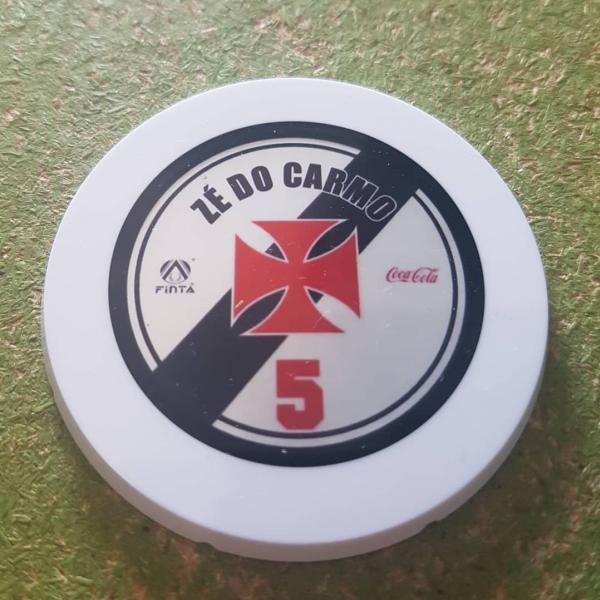 ZÉ DO CARMO
FINTA
Coca-Cola
5